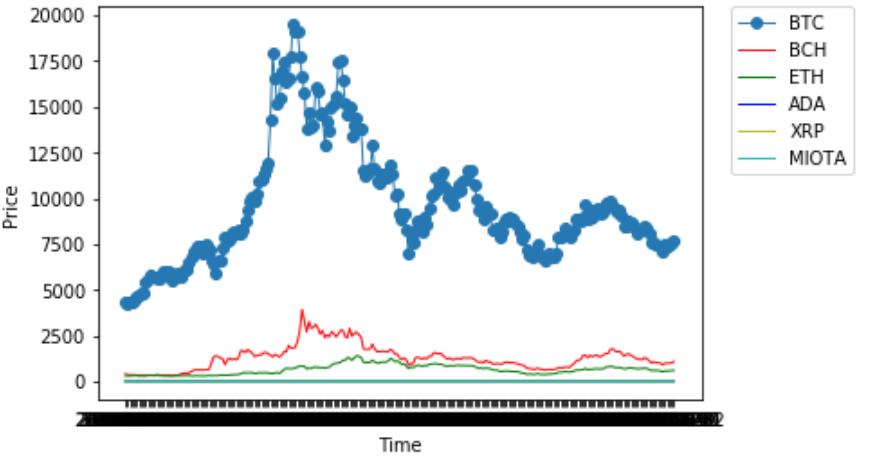 20000
17500
15000
12500
10000
7500
5000
2500
0
Price
Time
BTC
BCH
ETH
ADA
XRP
MIOTA